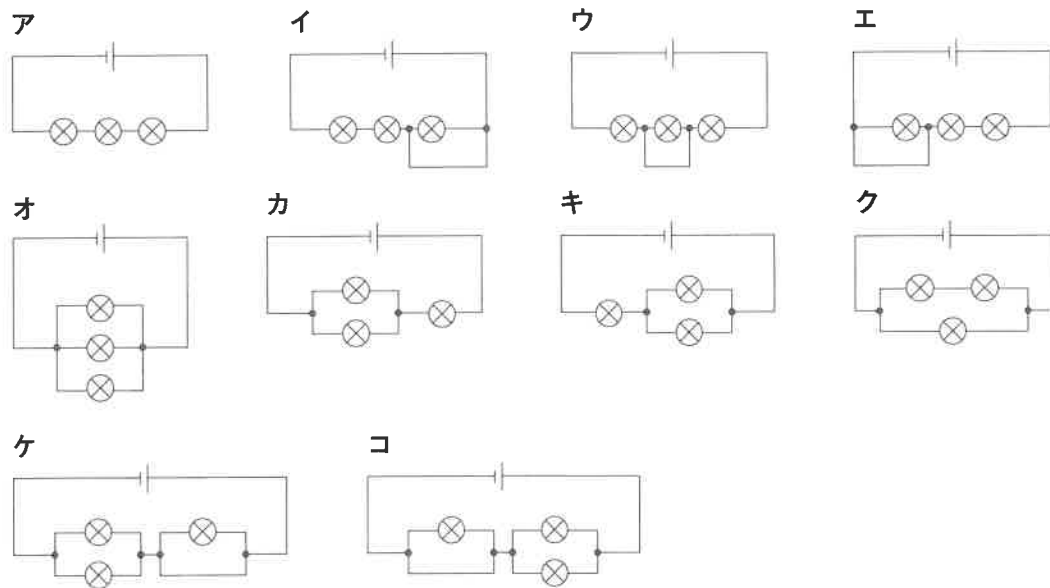 ア イ ウ エ
オ カ キ ク
ケ コ